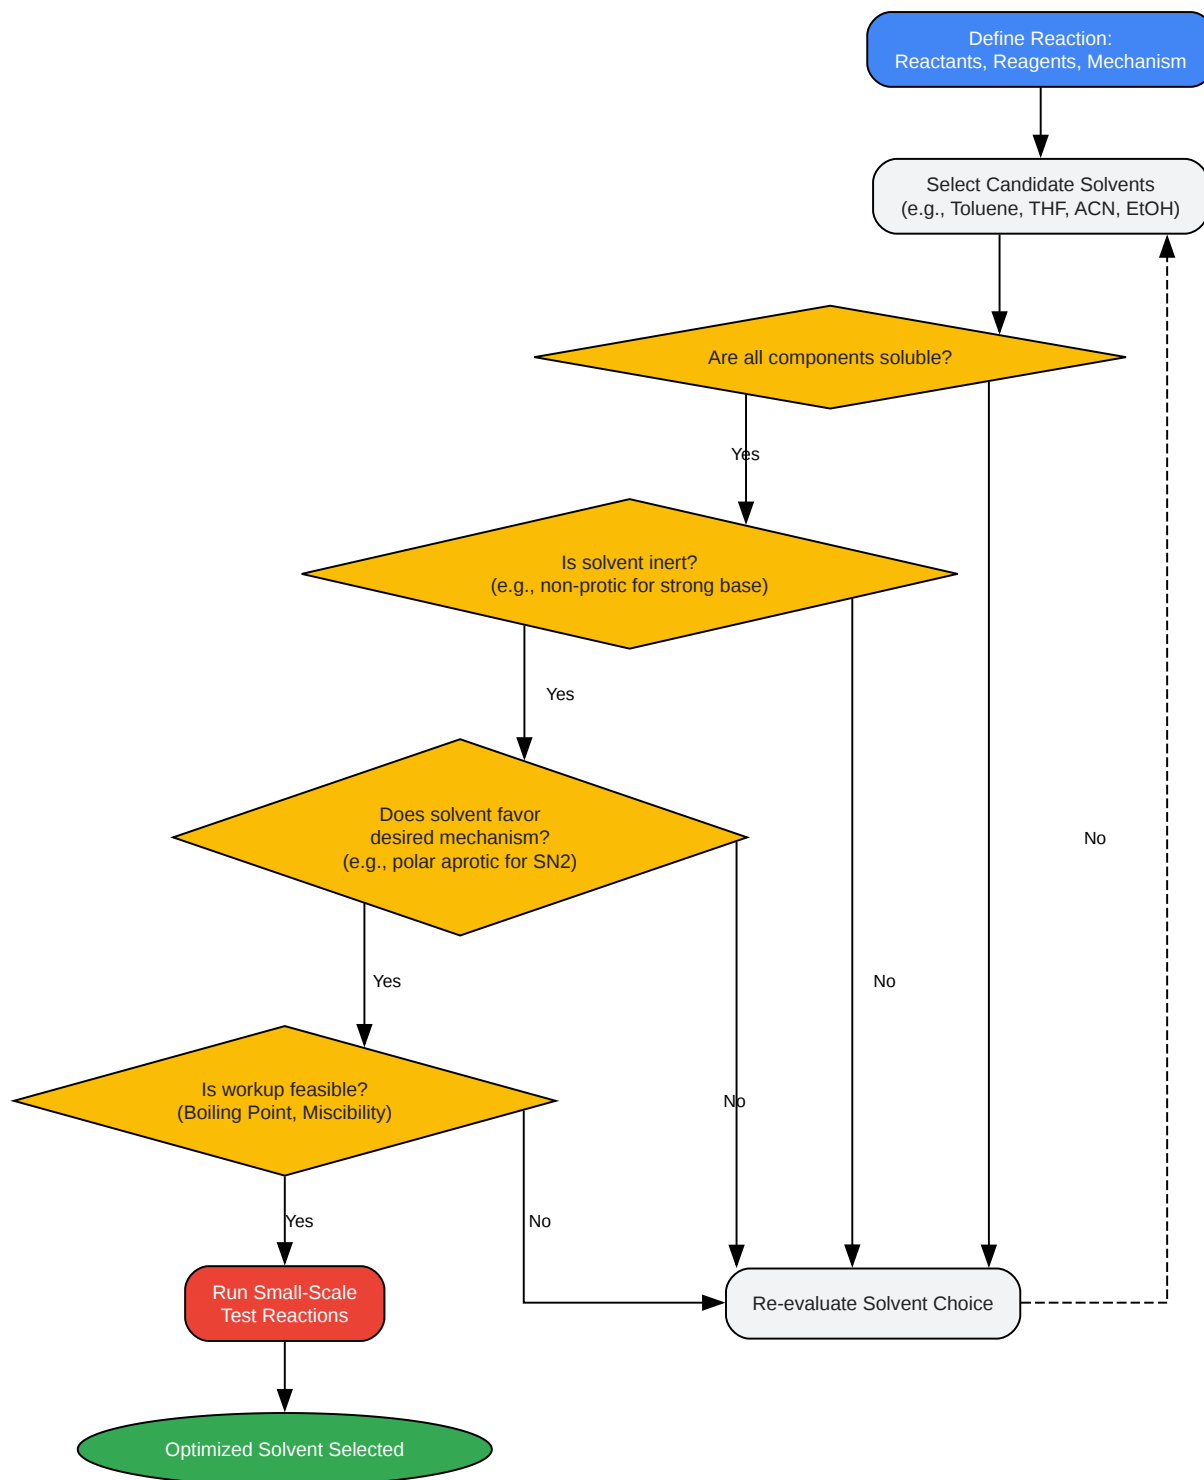 Define Reaction:
Reactants, Reagents, Mechanism
Select Candidate Solvents
(e.g., Toluene, THF, ACN, EtOH)
Are all components soluble?
Yes
Is solvent inert?
(e.g., non-protic for strong base)
Yes
Does solvent favor
desired mechanism?
(e.g., polar aprotic for SN2)
No
Yes
No
Is workup feasible?
(Boiling Point, Miscibility)
No
Yes
No
Run Small-Scale
Test Reactions
Re-evaluate Solvent Choice
Optimized Solvent Selected